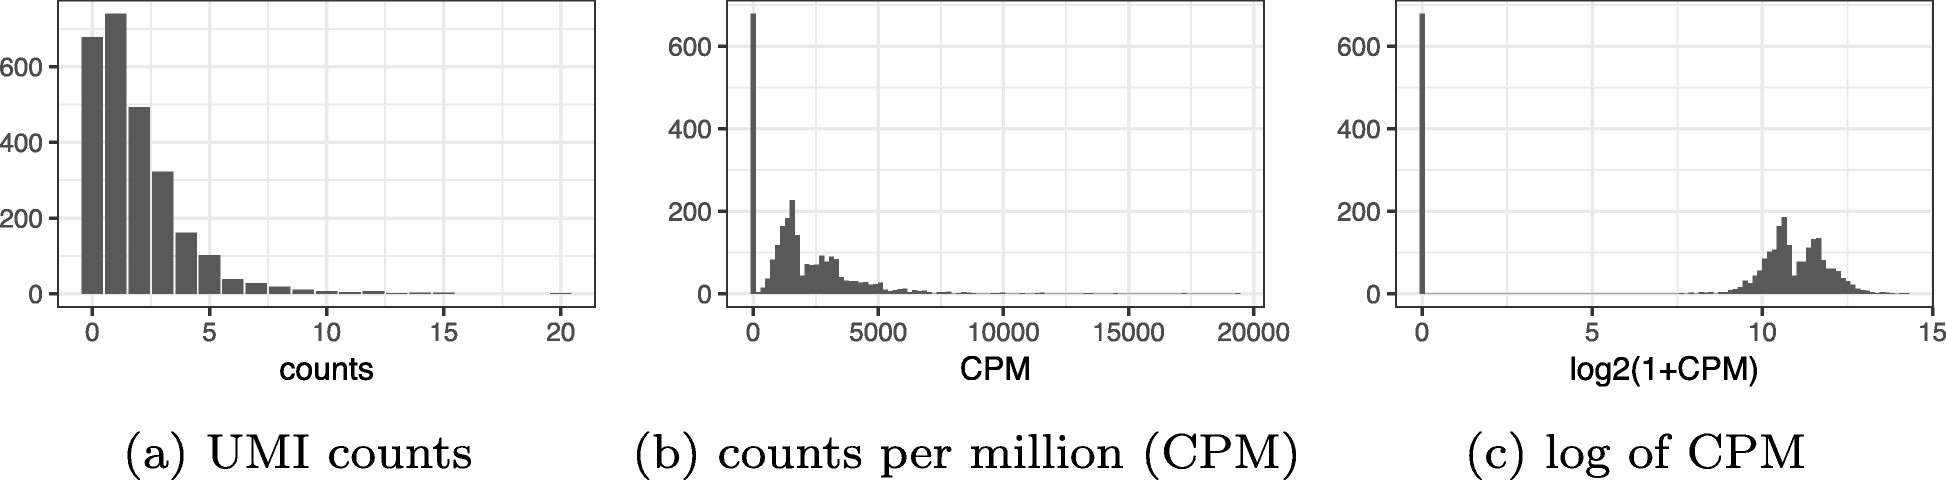 600
400
200
0
0 5 10 15 20
counts
(a) UMI counts
600
400
200
0
0 5000 10000 15000 20000
CPM
(b) counts per million (CPM)
600
400
200
0
0 5 10 15
log2(1+CPM)
(c) log of CPM